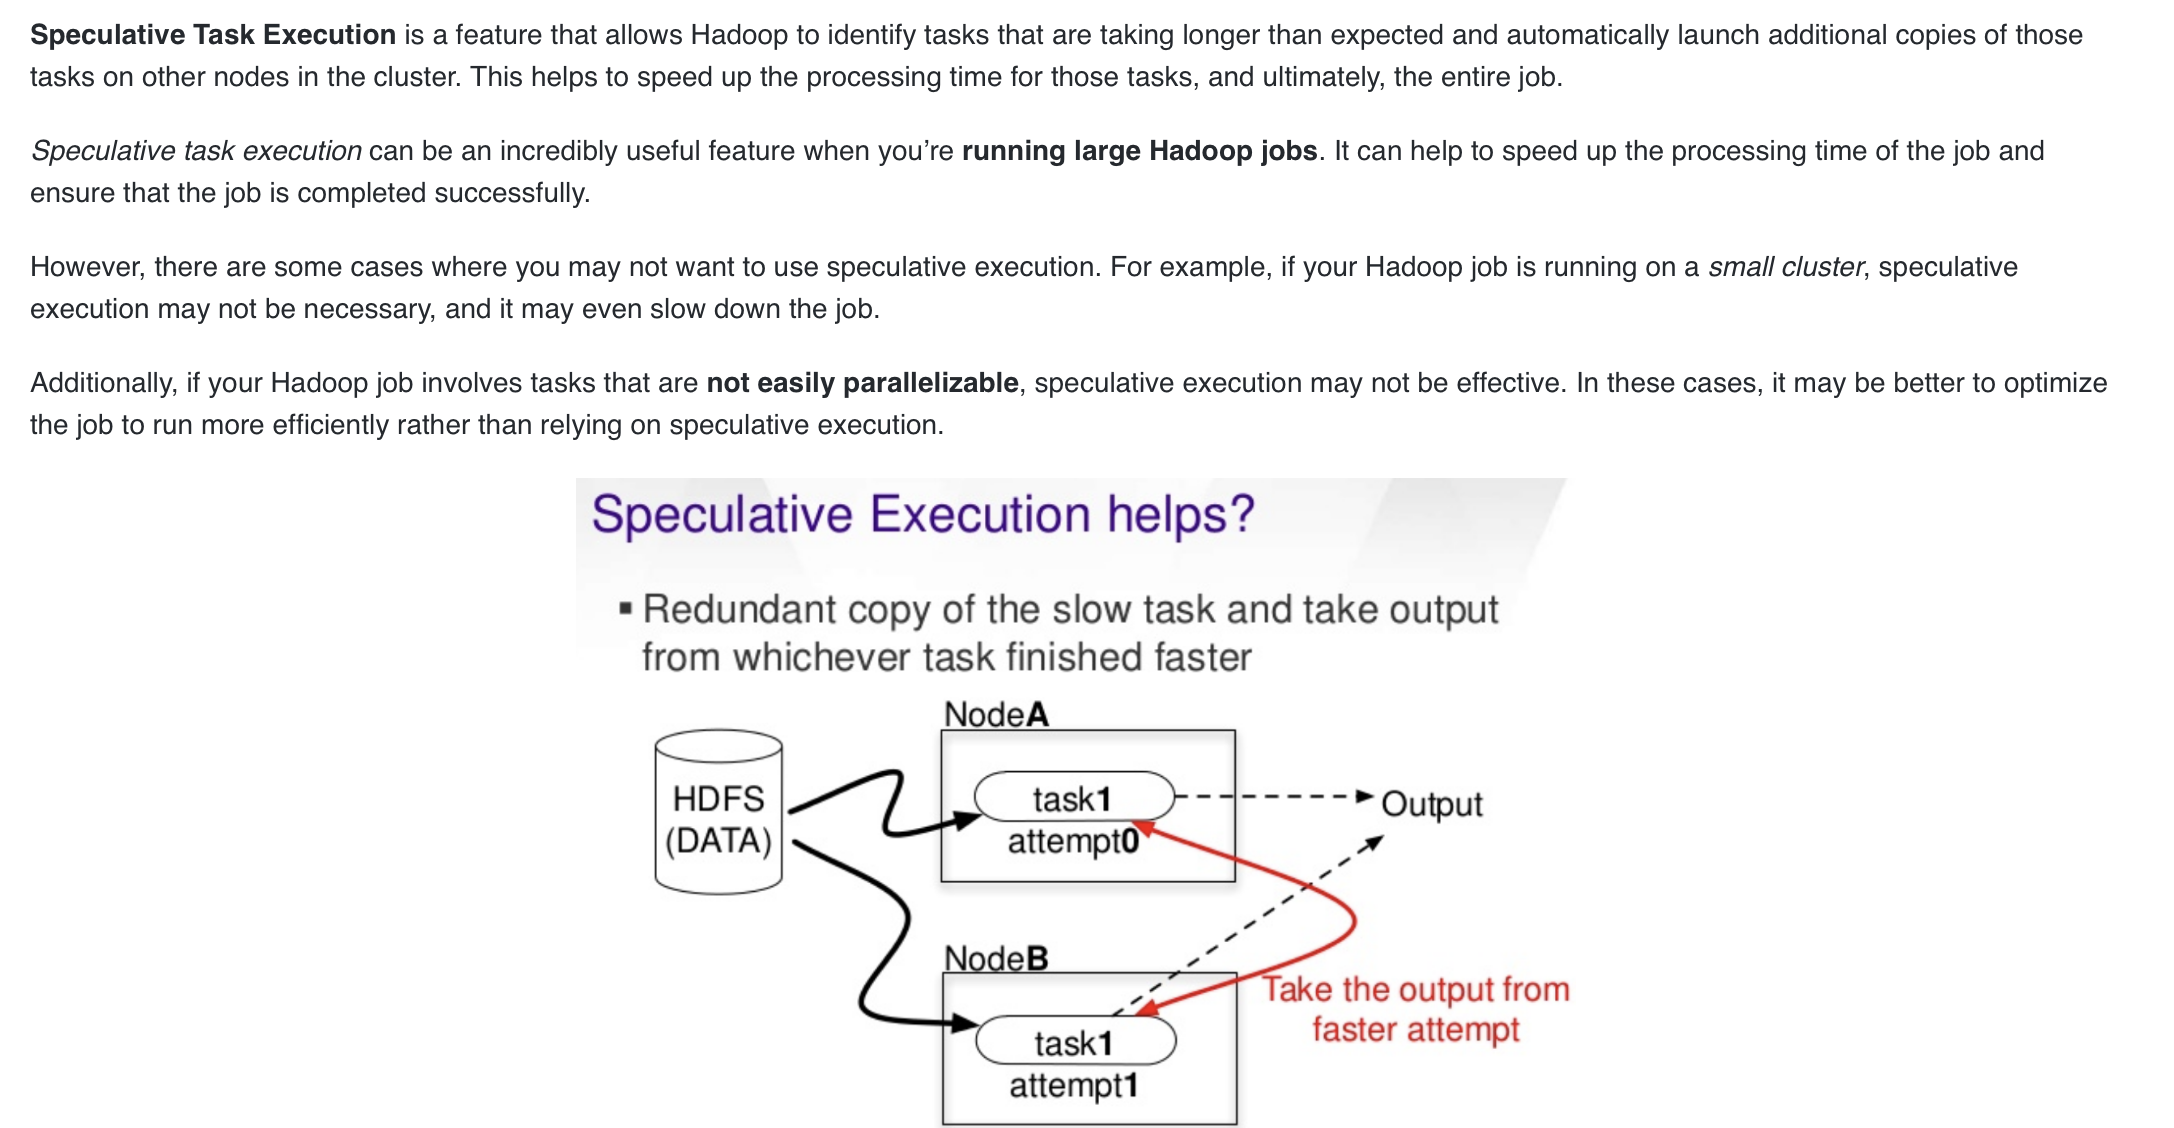 Speculative Task Execution is a feature that allows Hadoop to identify tasks that are taking longer than expected and automatically launch additional copies of those
tasks on other nodes in the cluster. This helps to speed up the processing time for those tasks, and ultimately, the entire job.
Speculative task execution can be an incredibly useful feature when you’re running large Hadoop jobs. It can help to speed up the processing time of the job and
ensure that the job is completed successfully.
However, there are some cases where you may not want to use speculative execution. For example, if your Hadoop job is running on a small cluster, speculative
execution may not be necessary, and it may even slow down the job.
Additionally, if your Hadoop job involves tasks that are not easily parallelizable, speculative execution may not be effective. In these cases, it may be better to optimize
the job to run more efficiently rather than relying on speculative execution.
Speculative Execution helps?
▪ Redundant copy of the slow task and take output
from whichever task finished faster
NodeA
HDFS
(DATA)
task1
attempt0
Output
NodeB
task1
attempt1
Take the output from
faster attempt